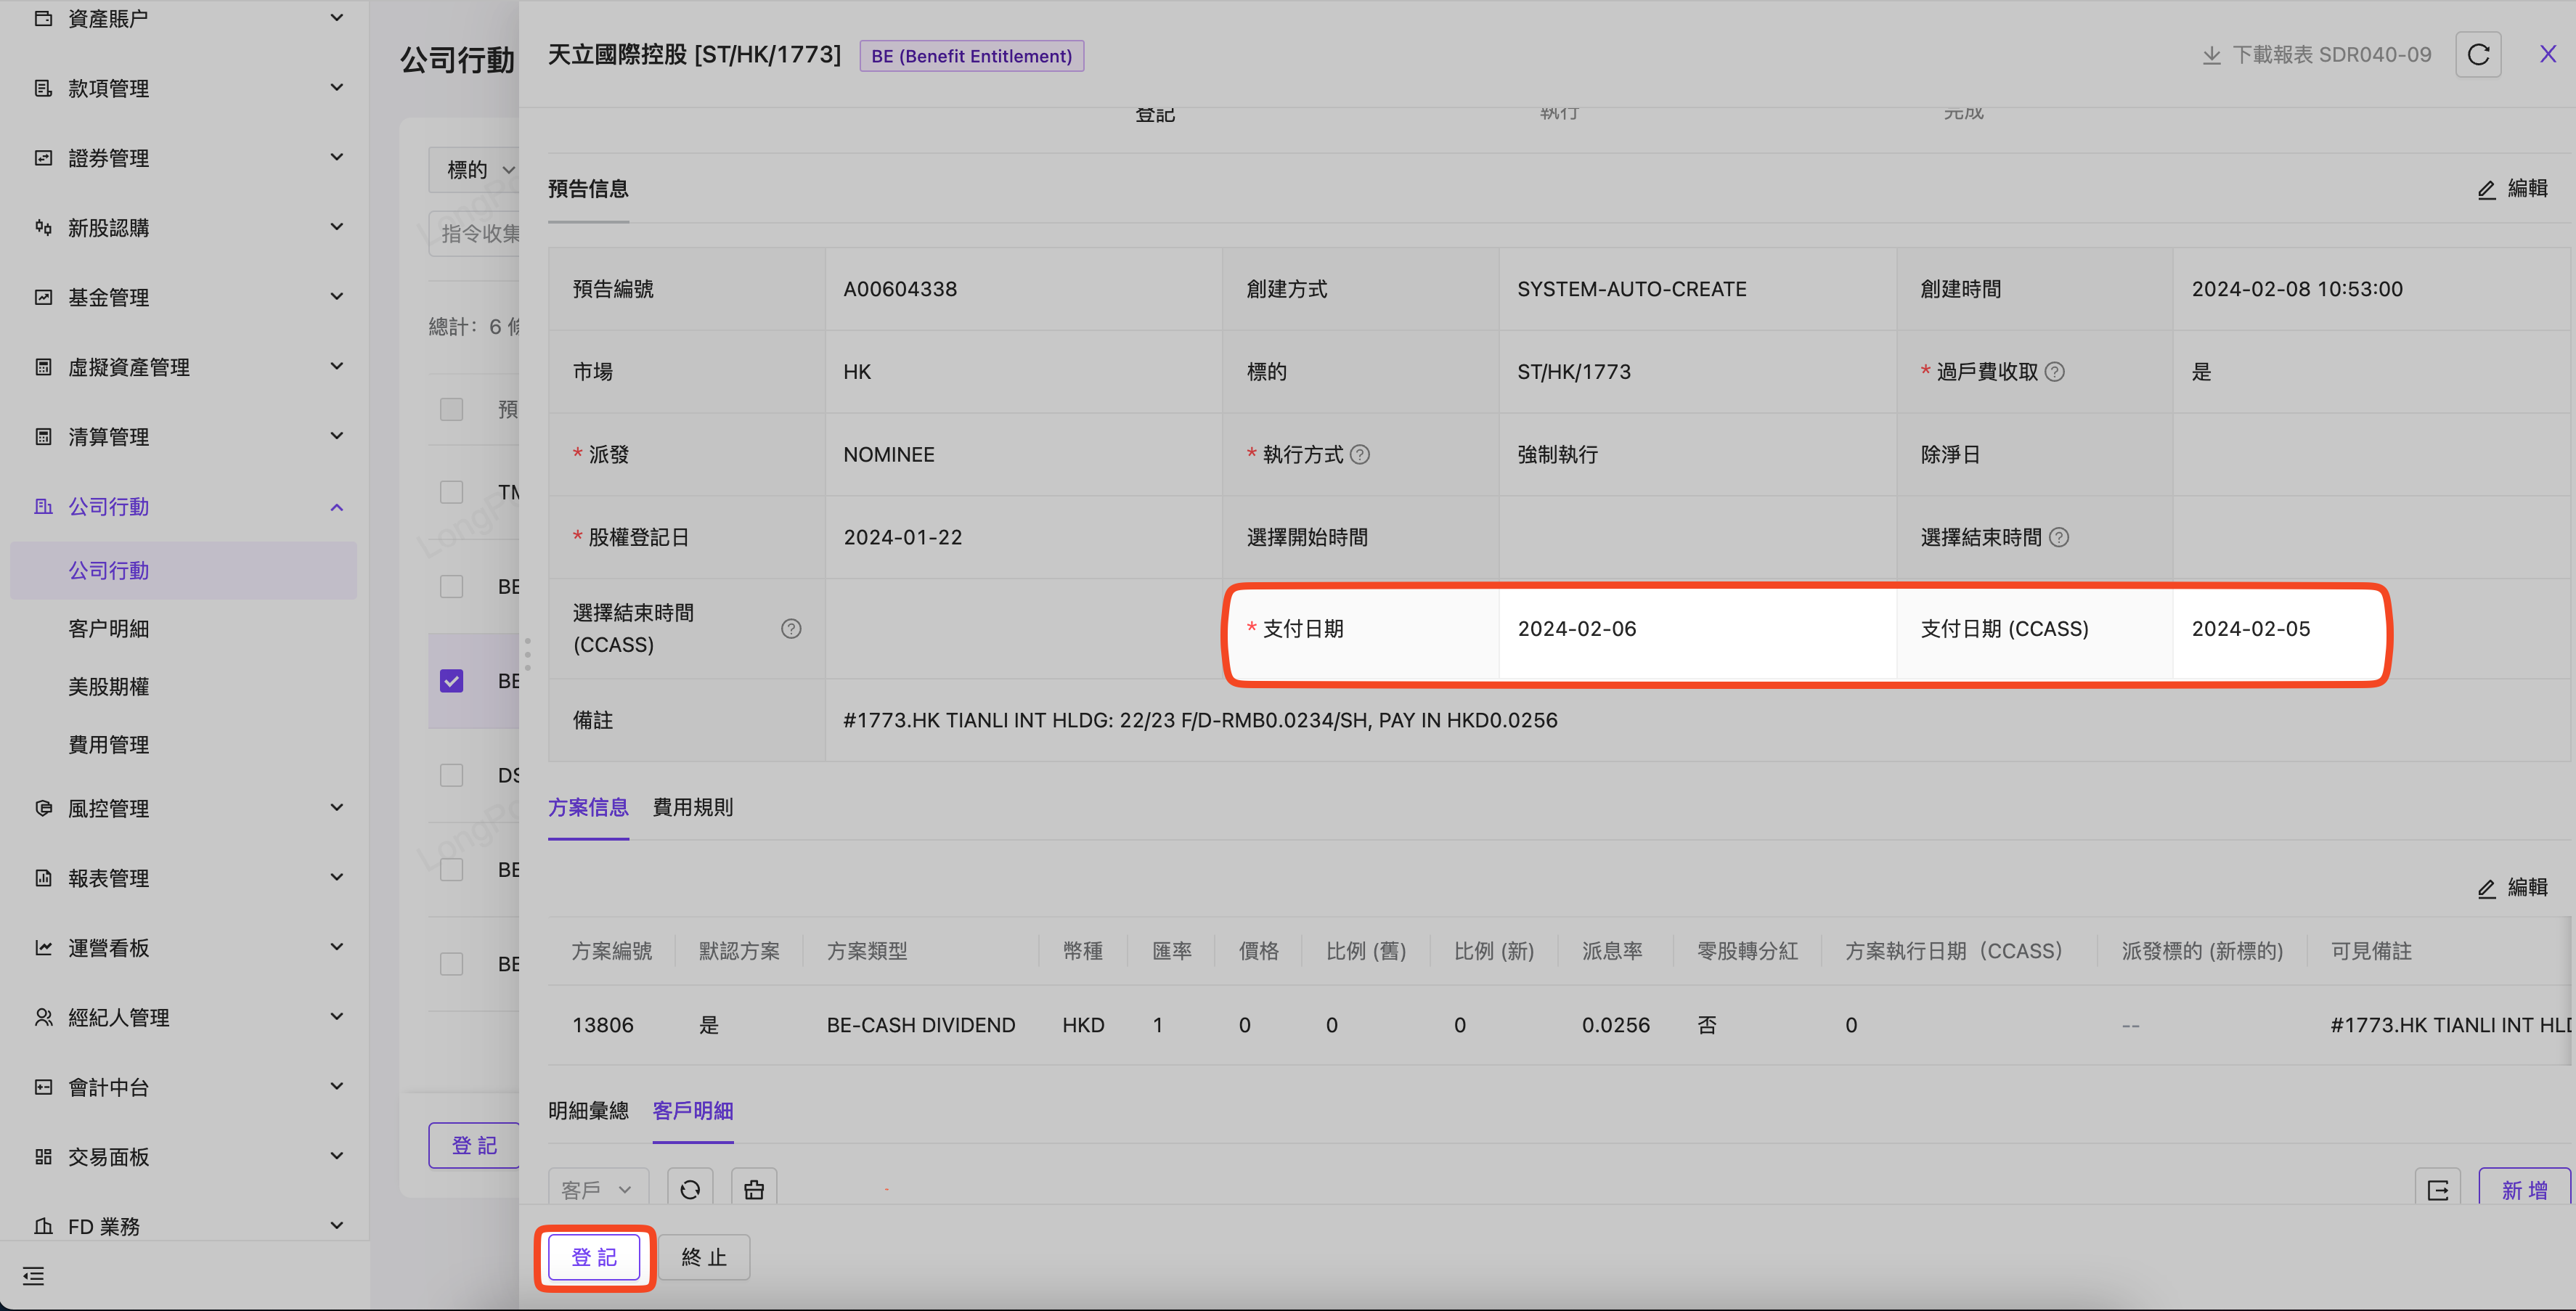 資產賬户
款項管理
證券管理
新股認購
基金管理
虛擬資產管理
清算管理
公司行動
公司行動
客户明細
美股期權
費用管理
風控管理
報表管理
運營看板
經紀人管理
會計中台
交易面板
FD 業務
公司行動
標的
指令收集
總計：6 條
預
TM
BE
BE
DS
BE
BE
登 記
天立國際控股 [ST/HK/1773] BE (Benefit Entitlement) 下載報表 SDR040-09
登記 執行 完成
預告信息 編輯
預告編號 A00604338 創建方式 SYSTEM-AUTO-CREATE 創建時間 2024-02-08 10:53:00
市場 HK 標的 ST/HK/1773 * 過戶費收取 是
* 派發 NOMINEE * 執行方式 強制執行 除淨日
* 股權登記日 2024-01-22 選擇開始時間 選擇結束時間
選擇結束時間
(CCASS) * 支付日期 2024-02-06 支付日期 (CCASS) 2024-02-05
備註 #1773.HK TIANLI INT HLDG: 22/23 F/D-RMB0.0234/SH, PAY IN HKD0.0256
方案信息 費用規則
編輯
方案編號 默認方案 方案類型 幣種 匯率 價格 比例 (舊) 比例 (新) 派息率 零股轉分紅 方案執行日期（CCASS） 派發標的 (新標的) 可見備註
13806 是 BE-CASH DIVIDEND HKD 1 0 0 0 0.0256 否 0 -- #1773.HK TIANLI INT HLD
明細彙總 客戶明細
客戶 新 增
登 記 終 止